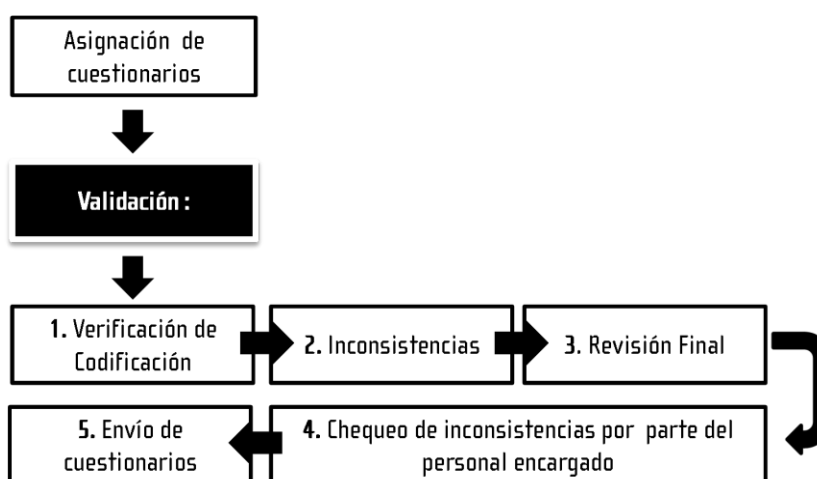 Asignación de
cuestionarios
Validación :
1. Verificación de
Codificación
2. Inconsistencias
3. Revisión Final
4. Chequeo de inconsistencias por parte del
personal encargado
5. Envío de
cuestionarios